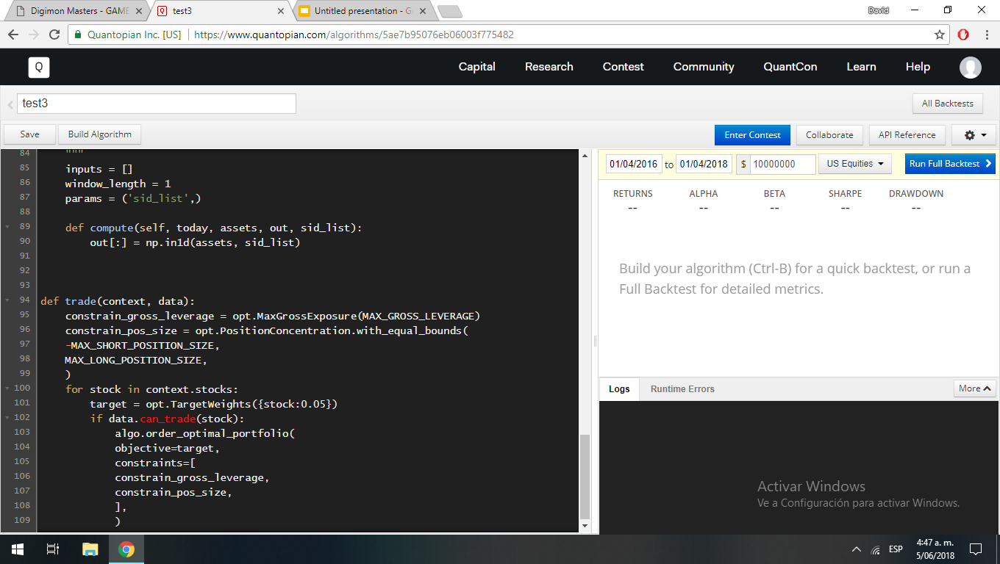 Digimon Masters - GAME
test3
Untitled presentation - G
David
Quantopian Inc. [US]
https://www.quantopian.com/algorithms/5ae7b95076eb06003f775482
Q
Capital
Research
Contest
Community
QuantCon
Learn
Help
test3
All Backtests
Save
Build Algorithm
Enter Contest
Collaborate
API Reference
84 """
85 inputs = []
86 window_length = 1
87 params = ('sid_list',)
88
89 def compute(self, today, assets, out, sid_list):
90 out[:] = np.in1d(assets, sid_list)
91
92
93
94 def trade(context, data):
95 constrain_gross_leverage = opt.MaxGrossExposure(MAX_GROSS_LEVERAGE)
96 constrain_pos_size = opt.PositionConcentration.with_equal_bounds(
97 -MAX_SHORT_POSITION_SIZE,
98 MAX_LONG_POSITION_SIZE,
99 )
100 for stock in context.stocks:
101 target = opt.TargetWeights({stock:0.05})
102 if data.can_trade(stock):
103 algo.order_optimal_portfolio(
104 objective=target,
105 constraints=[
106 constrain_gross_leverage,
107 constrain_pos_size,
108 ],
109 )
01/04/2016 to 01/04/2018 $ 10000000 US Equities Run Full Backtest
RETURNS ALPHA BETA SHARPE DRAWDOWN
-- -- -- -- --
Build your algorithm (Ctrl-B) for a quick backtest, or run a
Full Backtest for detailed metrics.
Logs Runtime Errors More
Activar Windows
Ve a Configuración para activar Windows.
ESP
4:47 a. m.
5/06/2018